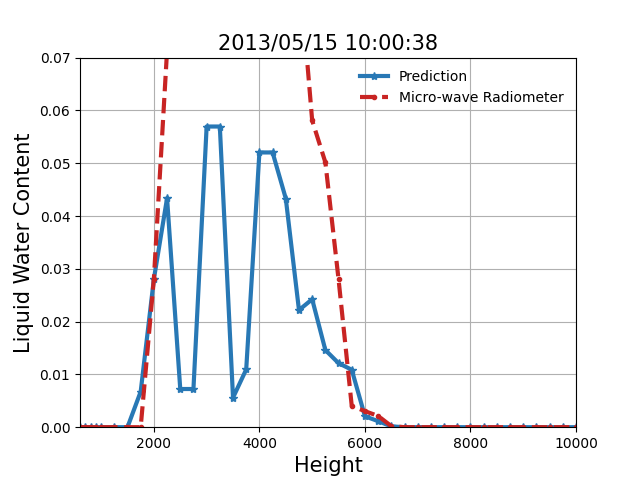 2013/05/15 10:00:38
Prediction
Micro-wave Radiometer
Liquid Water Content
0.07
0.06
0.05
0.04
0.03
0.02
0.01
0.00
2000 4000 6000 8000 10000
Height